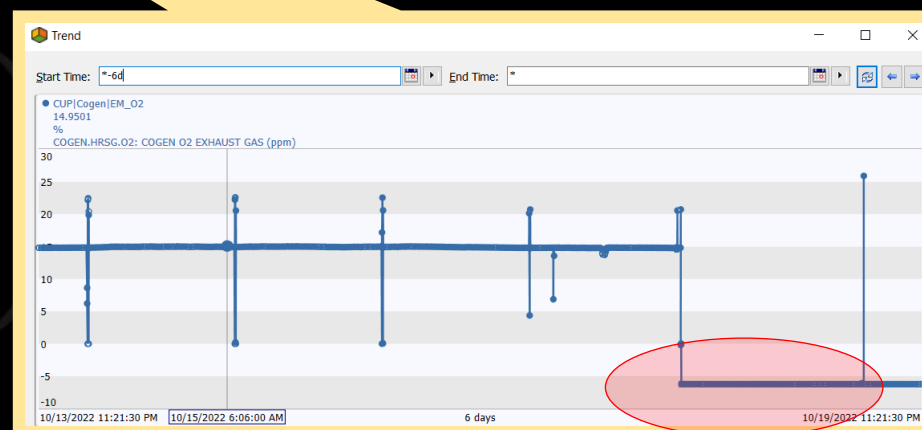 Trend
Start Time: *-6d End Time: *
CUP|Cogen|EM_O2
14.9501
%
COGEN.HRSG.O2: COGEN O2 EXHAUST GAS (ppm)
30
25
20
15
10
5
0
-5
-10
10/13/2022 11:21:30 PM 10/15/2022 6:06:00 AM 6 days 10/19/2022 11:21:30 PM